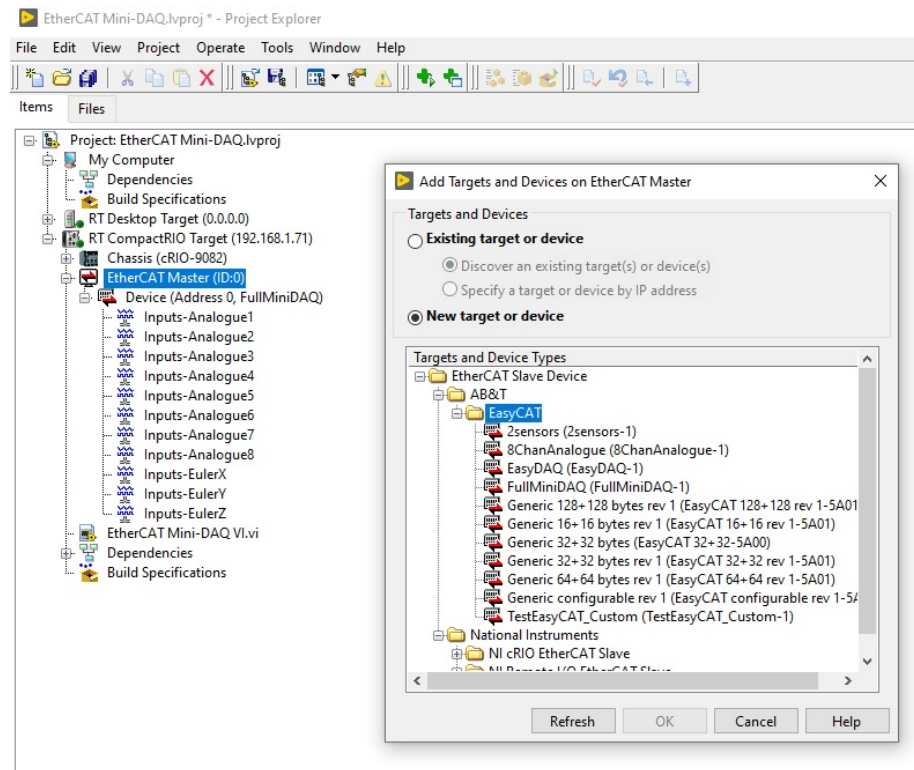 EtherCAT Mini-DAQ.lvproj * - Project Explorer
File Edit View Project Operate Tools Window Help
Items Files
Project: EtherCAT Mini-DAQ.lvproj
My Computer
Dependencies
Build Specifications
RT Desktop Target (0.0.0.0)
RT CompactRIO Target (192.168.1.71)
Chassis (cRIO-9082)
EtherCAT Master (ID:0)
Device (Address 0, FullMiniDAQ)
Inputs-Analogue1
Inputs-Analogue2
Inputs-Analogue3
Inputs-Analogue4
Inputs-Analogue5
Inputs-Analogue6
Inputs-Analogue7
Inputs-Analogue8
Inputs-EulerX
Inputs-EulerY
Inputs-EulerZ
EtherCAT Mini-DAQ VI.vi
Dependencies
Build Specifications
Add Targets and Devices on EtherCAT Master
Targets and Devices
Existing target or device
Discover an existing target(s) or device(s)
Specify a target or device by IP address
New target or device
Targets and Device Types
EtherCAT Slave Device
AB&T
EasyCAT
2sensors (2sensors-1)
8ChanAnalogue (8ChanAnalogue-1)
EasyDAQ (EasyDAQ-1)
FullMiniDAQ (FullMiniDAQ-1)
Generic 128+128 bytes rev 1 (EasyCAT 128+128 rev 1-5A01
Generic 16+16 bytes rev 1 (EasyCAT 16+16 rev 1-5A01)
Generic 32+32 bytes (EasyCAT 32+32-5A00)
Generic 32+32 bytes rev 1 (EasyCAT 32+32 rev 1-5A01)
Generic 64+64 bytes rev 1 (EasyCAT 64+64 rev 1-5A01)
Generic configurable rev 1 (EasyCAT configurable rev 1-5A
TestEasyCAT_Custom (TestEasyCAT_Custom-1)
National Instruments
NI cRIO EtherCAT Slave
NI Remote I/O EtherCAT Slave
Refresh OK Cancel Help